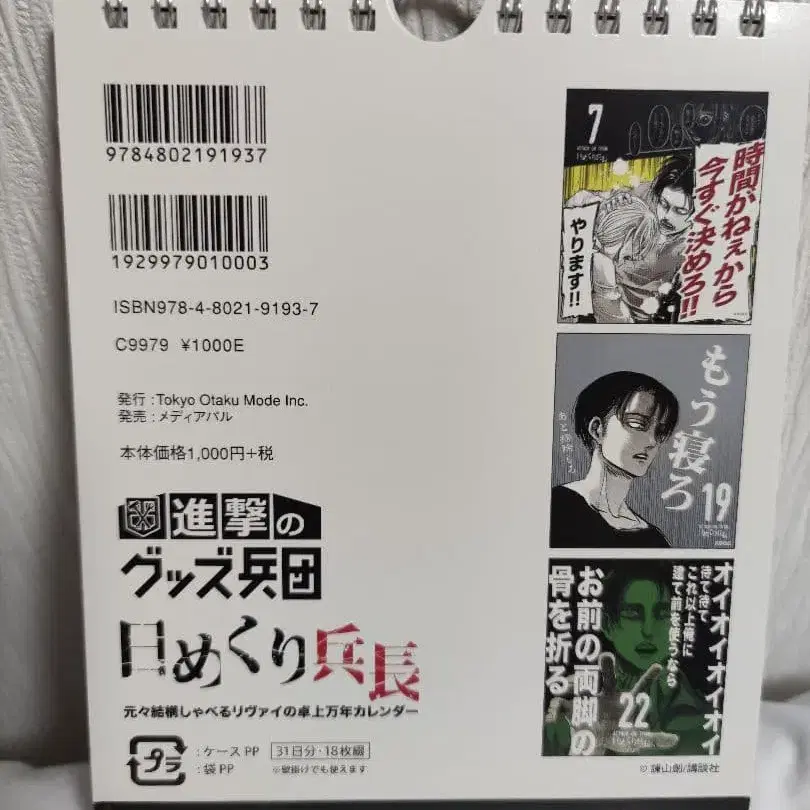 9784802191937
1929979010003
ISBN978-4-8021-9193-7
C9979 ¥1000E
発行:Tokyo Otaku Mode Inc.
発売:メディアパル
本体価格1,000円+税
進撃の
グッズ兵団
日めくり兵長
元々結構しゃべるリヴァイの卓上万年カレンダー
プラ
:ケースPP
:袋PP
31日分・18枚綴
※壁掛けでも使えます
7
時間がねぇから
今すぐ決めろ!!
やります!!
もう寝ろ
19
オイオイオイオイ
待て待て
これ以上俺に
建て前を使うなら
お前の両脚の
骨を折る
22
©諫山創/講談社